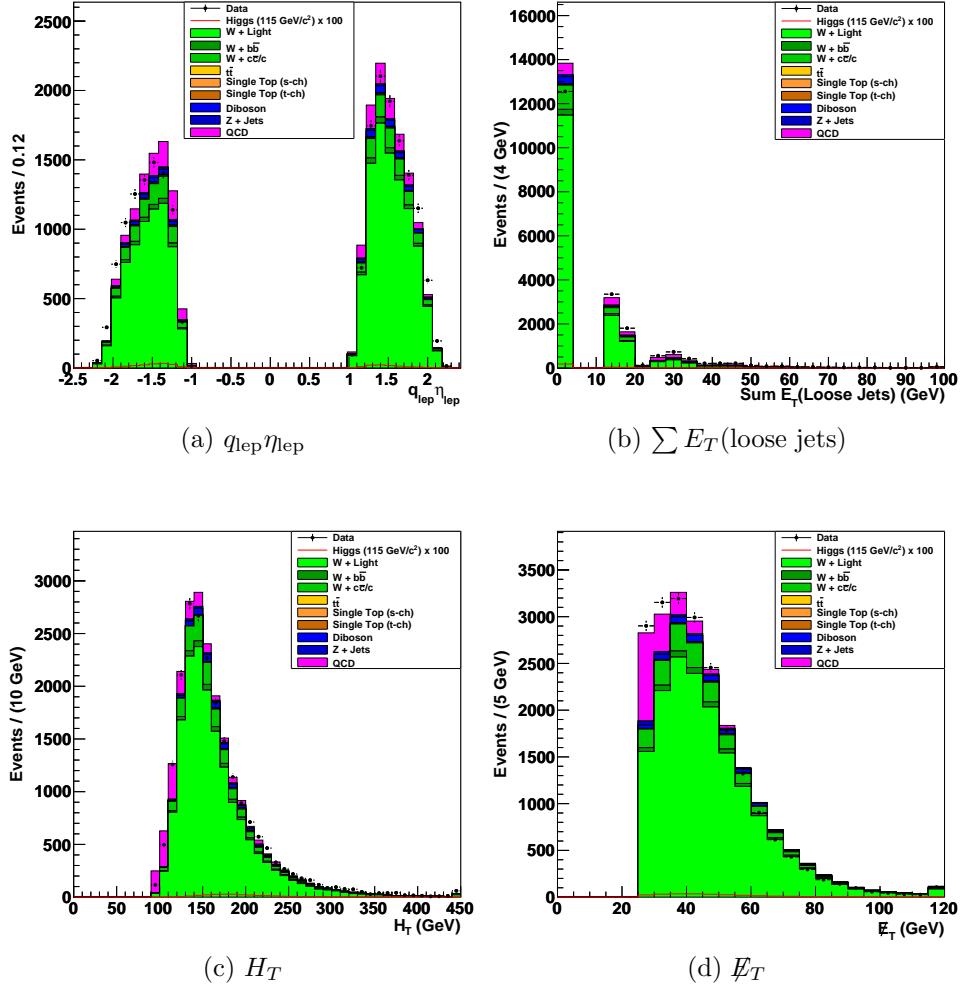 Events / 0.12
2500
2000
1500
1000
500
0
-2.5 -2 -1.5 -1 -0.5 0 0.5 1 1.5 2
q_lep η_lep
Data
Higgs (115 GeV/c²) x 100
W + Light
W + bb̅
W + cc̅/c
tt̅
Single Top (s-ch)
Single Top (t-ch)
Diboson
Z + Jets
QCD
(a) q_lep η_lep
Events / (4 GeV)
16000
14000
12000
10000
8000
6000
4000
2000
0
0 10 20 30 40 50 60 70 80 90 100
Sum E_T(Loose Jets) (GeV)
Data
Higgs (115 GeV/c²) x 100
W + Light
W + bb̅
W + cc̅/c
tt̅
Single Top (s-ch)
Single Top (t-ch)
Diboson
Z + Jets
QCD
(b) ∑ E_T(loose jets)
Events / (10 GeV)
3000
2500
2000
1500
1000
500
0
0 50 100 150 200 250 300 350 400 450
H_T (GeV)
Data
Higgs (115 GeV/c²) x 100
W + Light
W + bb̅
W + cc̅/c
tt̅
Single Top (s-ch)
Single Top (t-ch)
Diboson
Z + Jets
QCD
(c) H_T
Events / (5 GeV)
3500
3000
2500
2000
1500
1000
500
0
0 20 40 60 80 100 120
E̸_T (GeV)
Data
Higgs (115 GeV/c²) x 100
W + Light
W + bb̅
W + cc̅/c
tt̅
Single Top (s-ch)
Single Top (t-ch)
Diboson
Z + Jets
QCD
(d) E̸_T